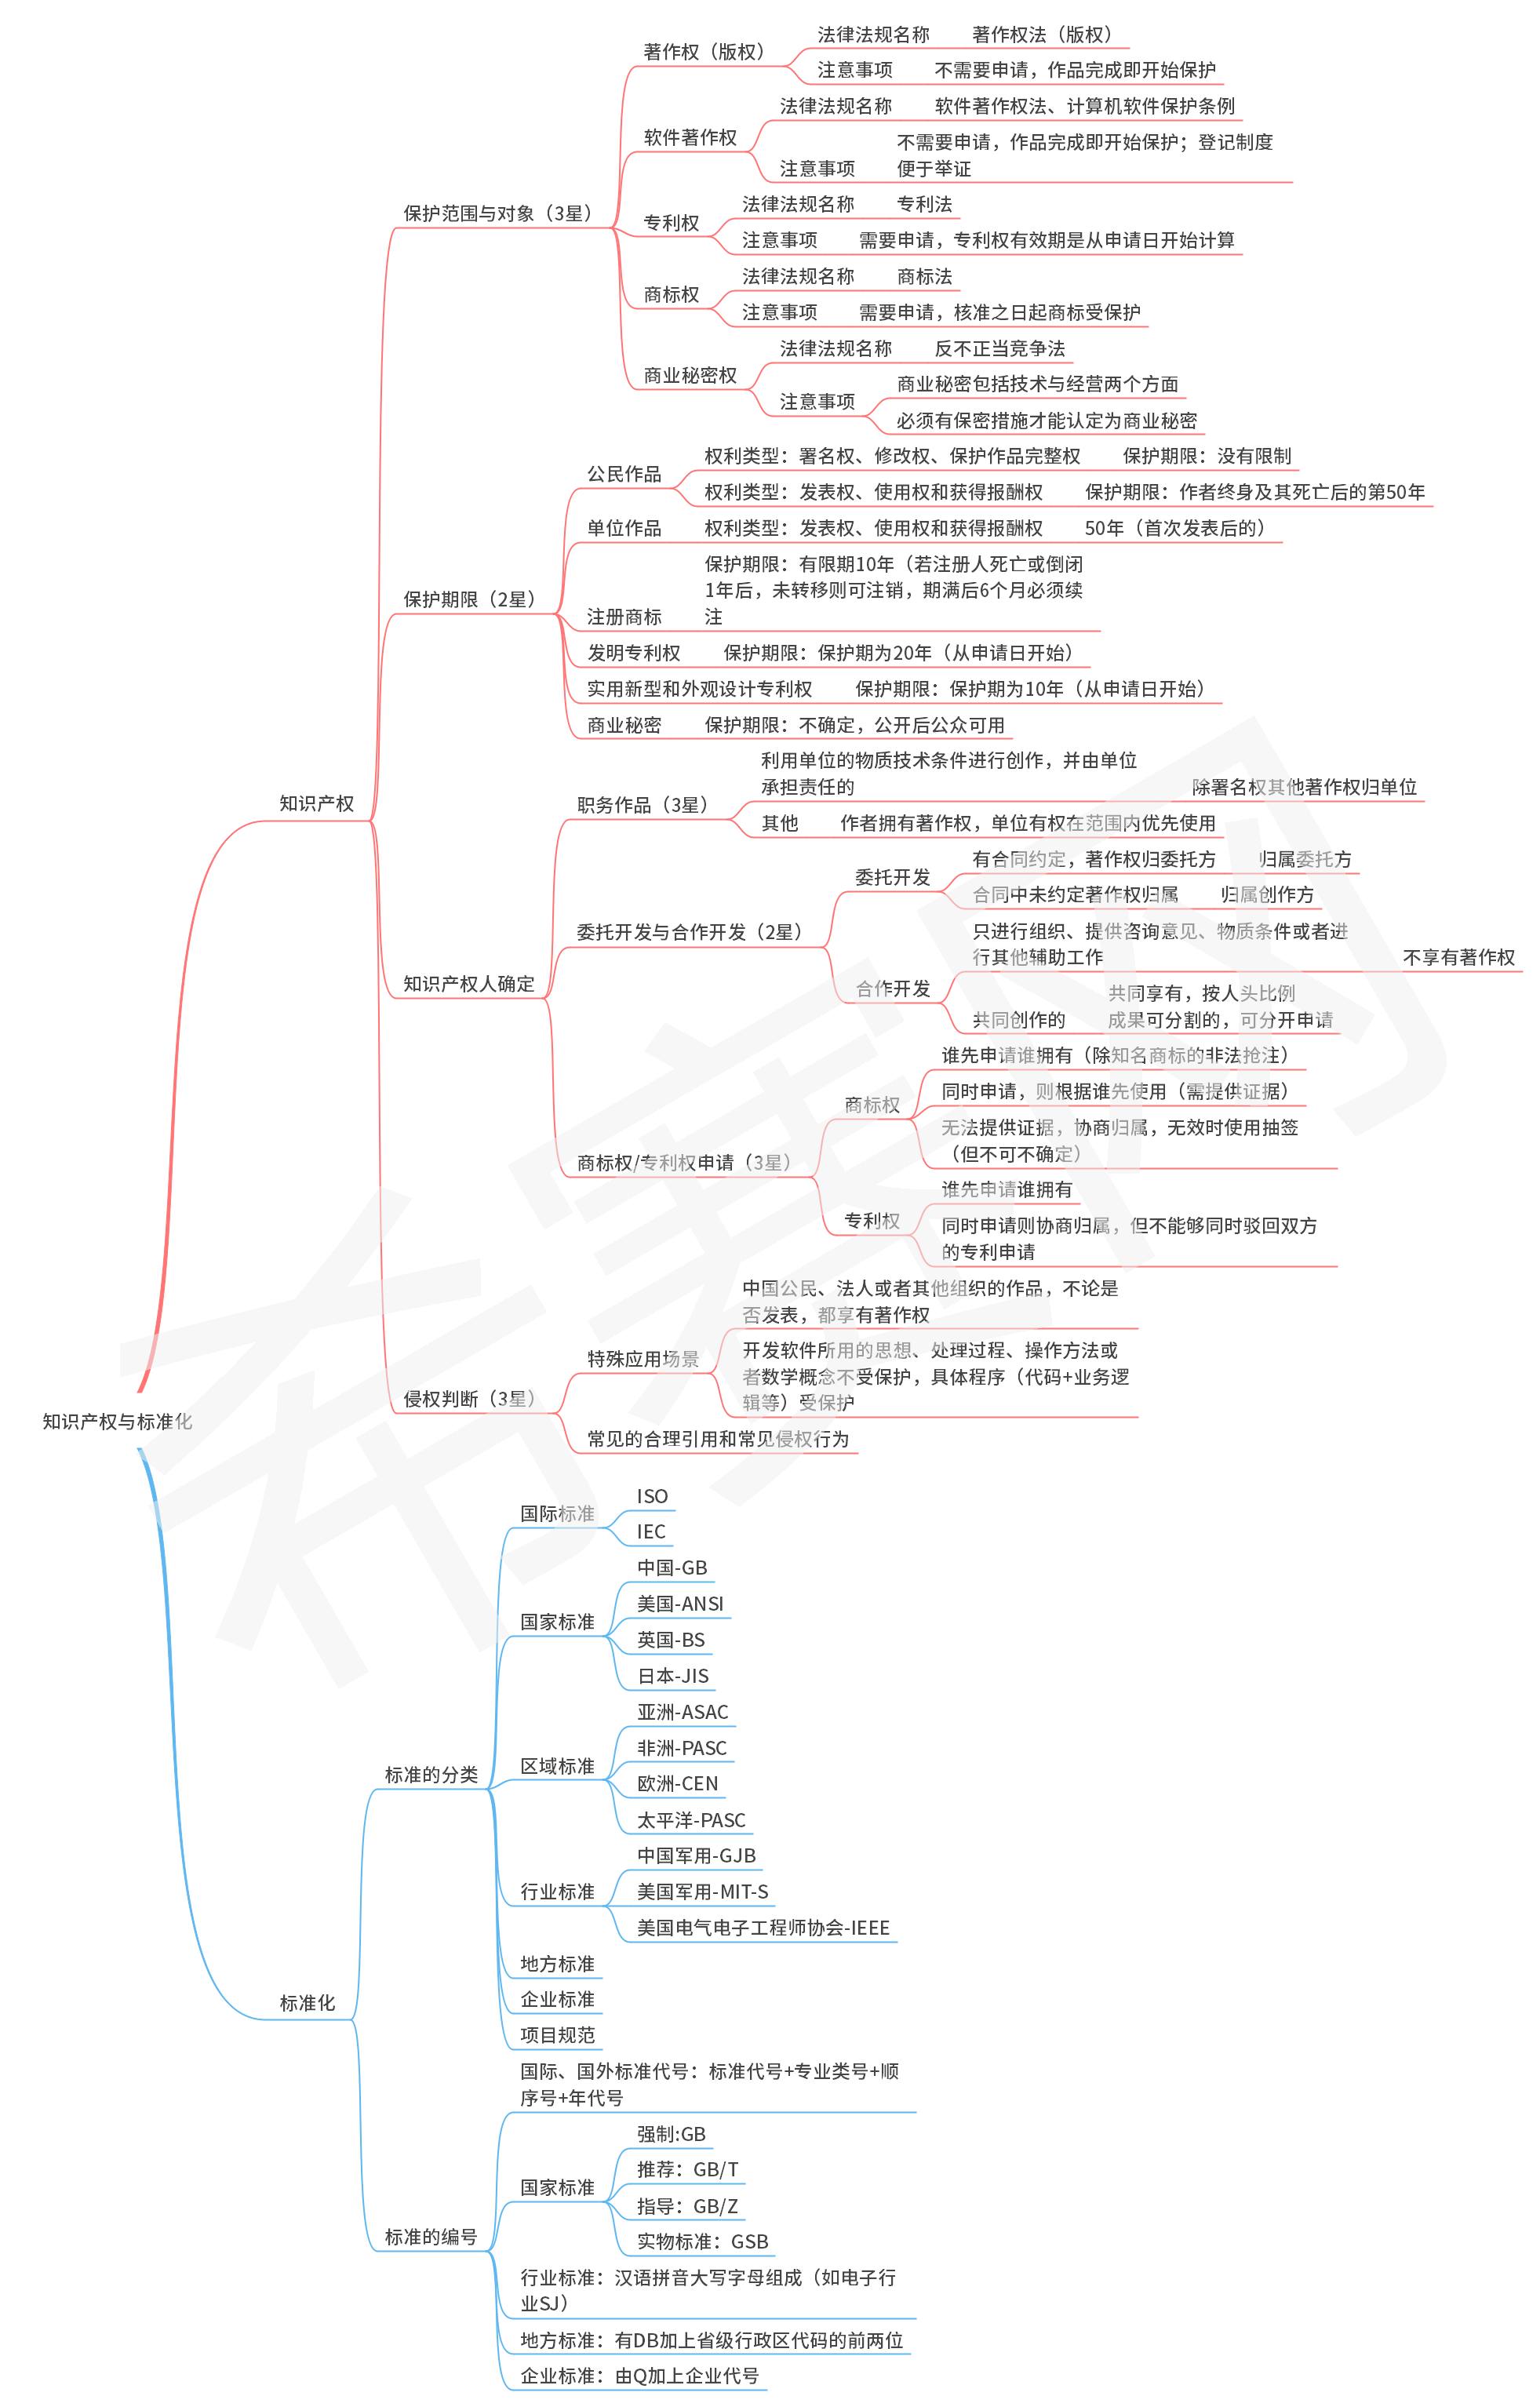 知识产权与标准化
知识产权
保护范围与对象（3星）
著作权（版权）
法律法规名称
著作权法（版权）
注意事项
不需要申请，作品完成即开始保护
软件著作权
法律法规名称
软件著作权法、计算机软件保护条例
注意事项
不需要申请，作品完成即开始保护；登记制度
便于举证
专利权
法律法规名称
专利法
注意事项
需要申请，专利权有效期是从申请日开始计算
商标权
法律法规名称
商标法
注意事项
需要申请，核准之日起商标受保护
商业秘密权
法律法规名称
反不正当竞争法
注意事项
商业秘密包括技术与经营两个方面
必须有保密措施才能认定为商业秘密
保护期限（2星）
公民作品
权利类型：署名权、修改权、保护作品完整权
保护期限：没有限制
权利类型：发表权、使用权和获得报酬权
保护期限：作者终身及其死亡后的第50年
单位作品
权利类型：发表权、使用权和获得报酬权
50年（首次发表后的）
注册商标
保护期限：有限期10年（若注册人死亡或倒闭
1年后，未转移则可注销，期满后6个月必须续
注
发明专利权
保护期限：保护期为20年（从申请日开始）
实用新型和外观设计专利权
保护期限：保护期为10年（从申请日开始）
商业秘密
保护期限：不确定，公开后公众可用
知识产权人确定
职务作品（3星）
利用单位的物质技术条件进行创作，并由单位
承担责任的
除署名权其他著作权归单位
其他
作者拥有著作权，单位有权在范围内优先使用
委托开发与合作开发（2星）
委托开发
有合同约定，著作权归委托方
归属委托方
合同中未约定著作权归属
归属创作方
合作开发
只进行组织、提供咨询意见、物质条件或者进
行其他辅助工作
不享有著作权
共同创作的
共同享有，按人头比例
成果可分割的，可分开申请
商标权/专利权申请（3星）
商标权
谁先申请谁拥有（除知名商标的非法抢注）
同时申请，则根据谁先使用（需提供证据）
无法提供证据，协商归属，无效时使用抽签
（但不可不确定）
专利权
谁先申请谁拥有
同时申请则协商归属，但不能够同时驳回双方
的专利申请
侵权判断（3星）
特殊应用场景
中国公民、法人或者其他组织的作品，不论是
否发表，都享有著作权
开发软件所用的思想、处理过程、操作方法或
者数学概念不受保护，具体程序（代码+业务逻
辑等）受保护
常见的合理引用和常见侵权行为
标准化
标准的分类
国际标准
ISO
IEC
国家标准
中国-GB
美国-ANSI
英国-BS
日本-JIS
区域标准
亚洲-ASAC
非洲-PASC
欧洲-CEN
太平洋-PASC
行业标准
中国军用-GJB
美国军用-MIT-S
美国电气电子工程师协会-IEEE
地方标准
企业标准
项目规范
标准的编号
国际、国外标准代号：标准代号+专业类号+顺
序号+年代号
国家标准
强制:GB
推荐：GB/T
指导：GB/Z
实物标准：GSB
行业标准：汉语拼音大写字母组成（如电子行
业SJ）
地方标准：有DB加上省级行政区代码的前两位
企业标准：由Q加上企业代号
希赛网